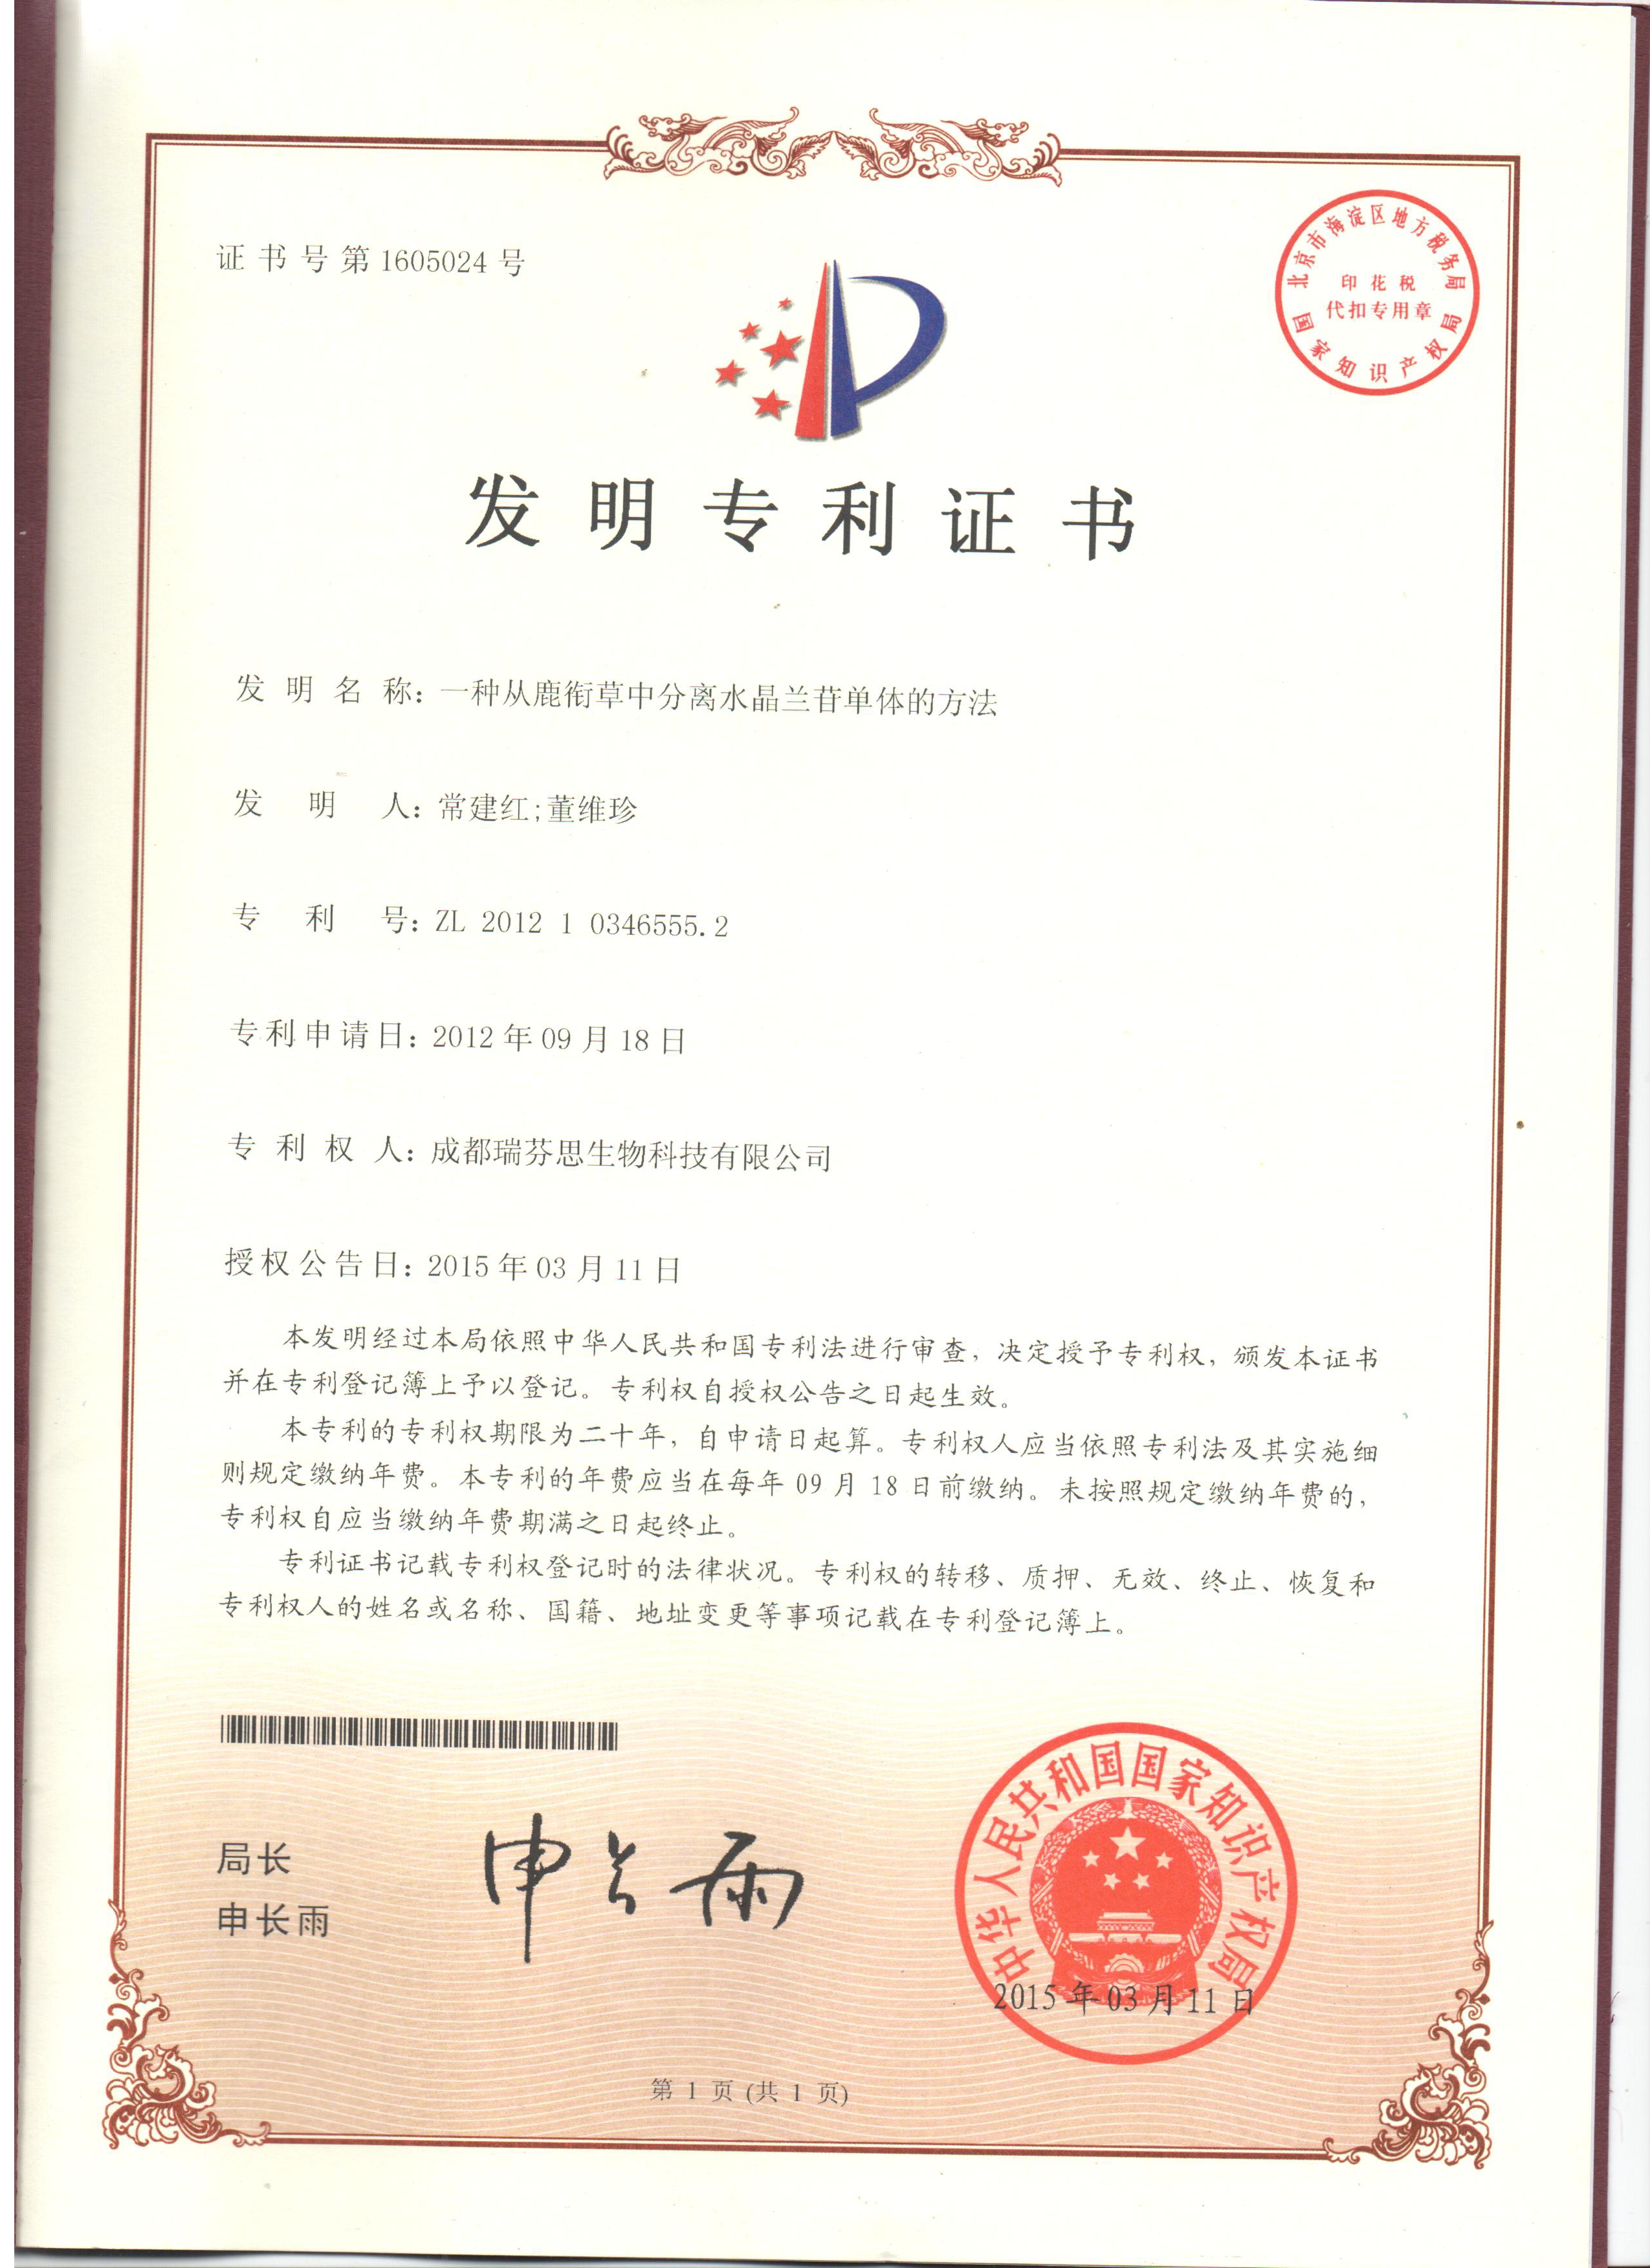 证书号第1605024号
北京市海淀区地方税务局
印花税
代扣专用章
国家知识产权局
发明专利证书
发明名称：一种从鹿衔草中分离水晶兰苷单体的方法
发明人：常建红;董维珍
专利号：ZL 2012 1 0346555.2
专利申请日：2012年09月18日
专利权人：成都瑞芬思生物科技有限公司
授权公告日：2015年03月11日
本发明经过本局依照中华人民共和国专利法进行审查，决定授予专利权，颁发本证书
并在专利登记簿上予以登记。专利权自授权公告之日起生效。
本专利的专利权期限为二十年，自申请日起算。专利权人应当依照专利法及其实施细
则规定缴纳年费。本专利的年费应当在每年09月18日前缴纳。未按照规定缴纳年费的，
专利权自应当缴纳年费期满之日起终止。
专利证书记载专利权登记时的法律状况。专利权的转移、质押、无效、终止、恢复和
专利权人的姓名或名称、国籍、地址变更等事项记载在专利登记簿上。
局长
申长雨
申长雨
中华人民共和国国家知识产权局
2015年03月11日
第 1 页 (共 1 页)